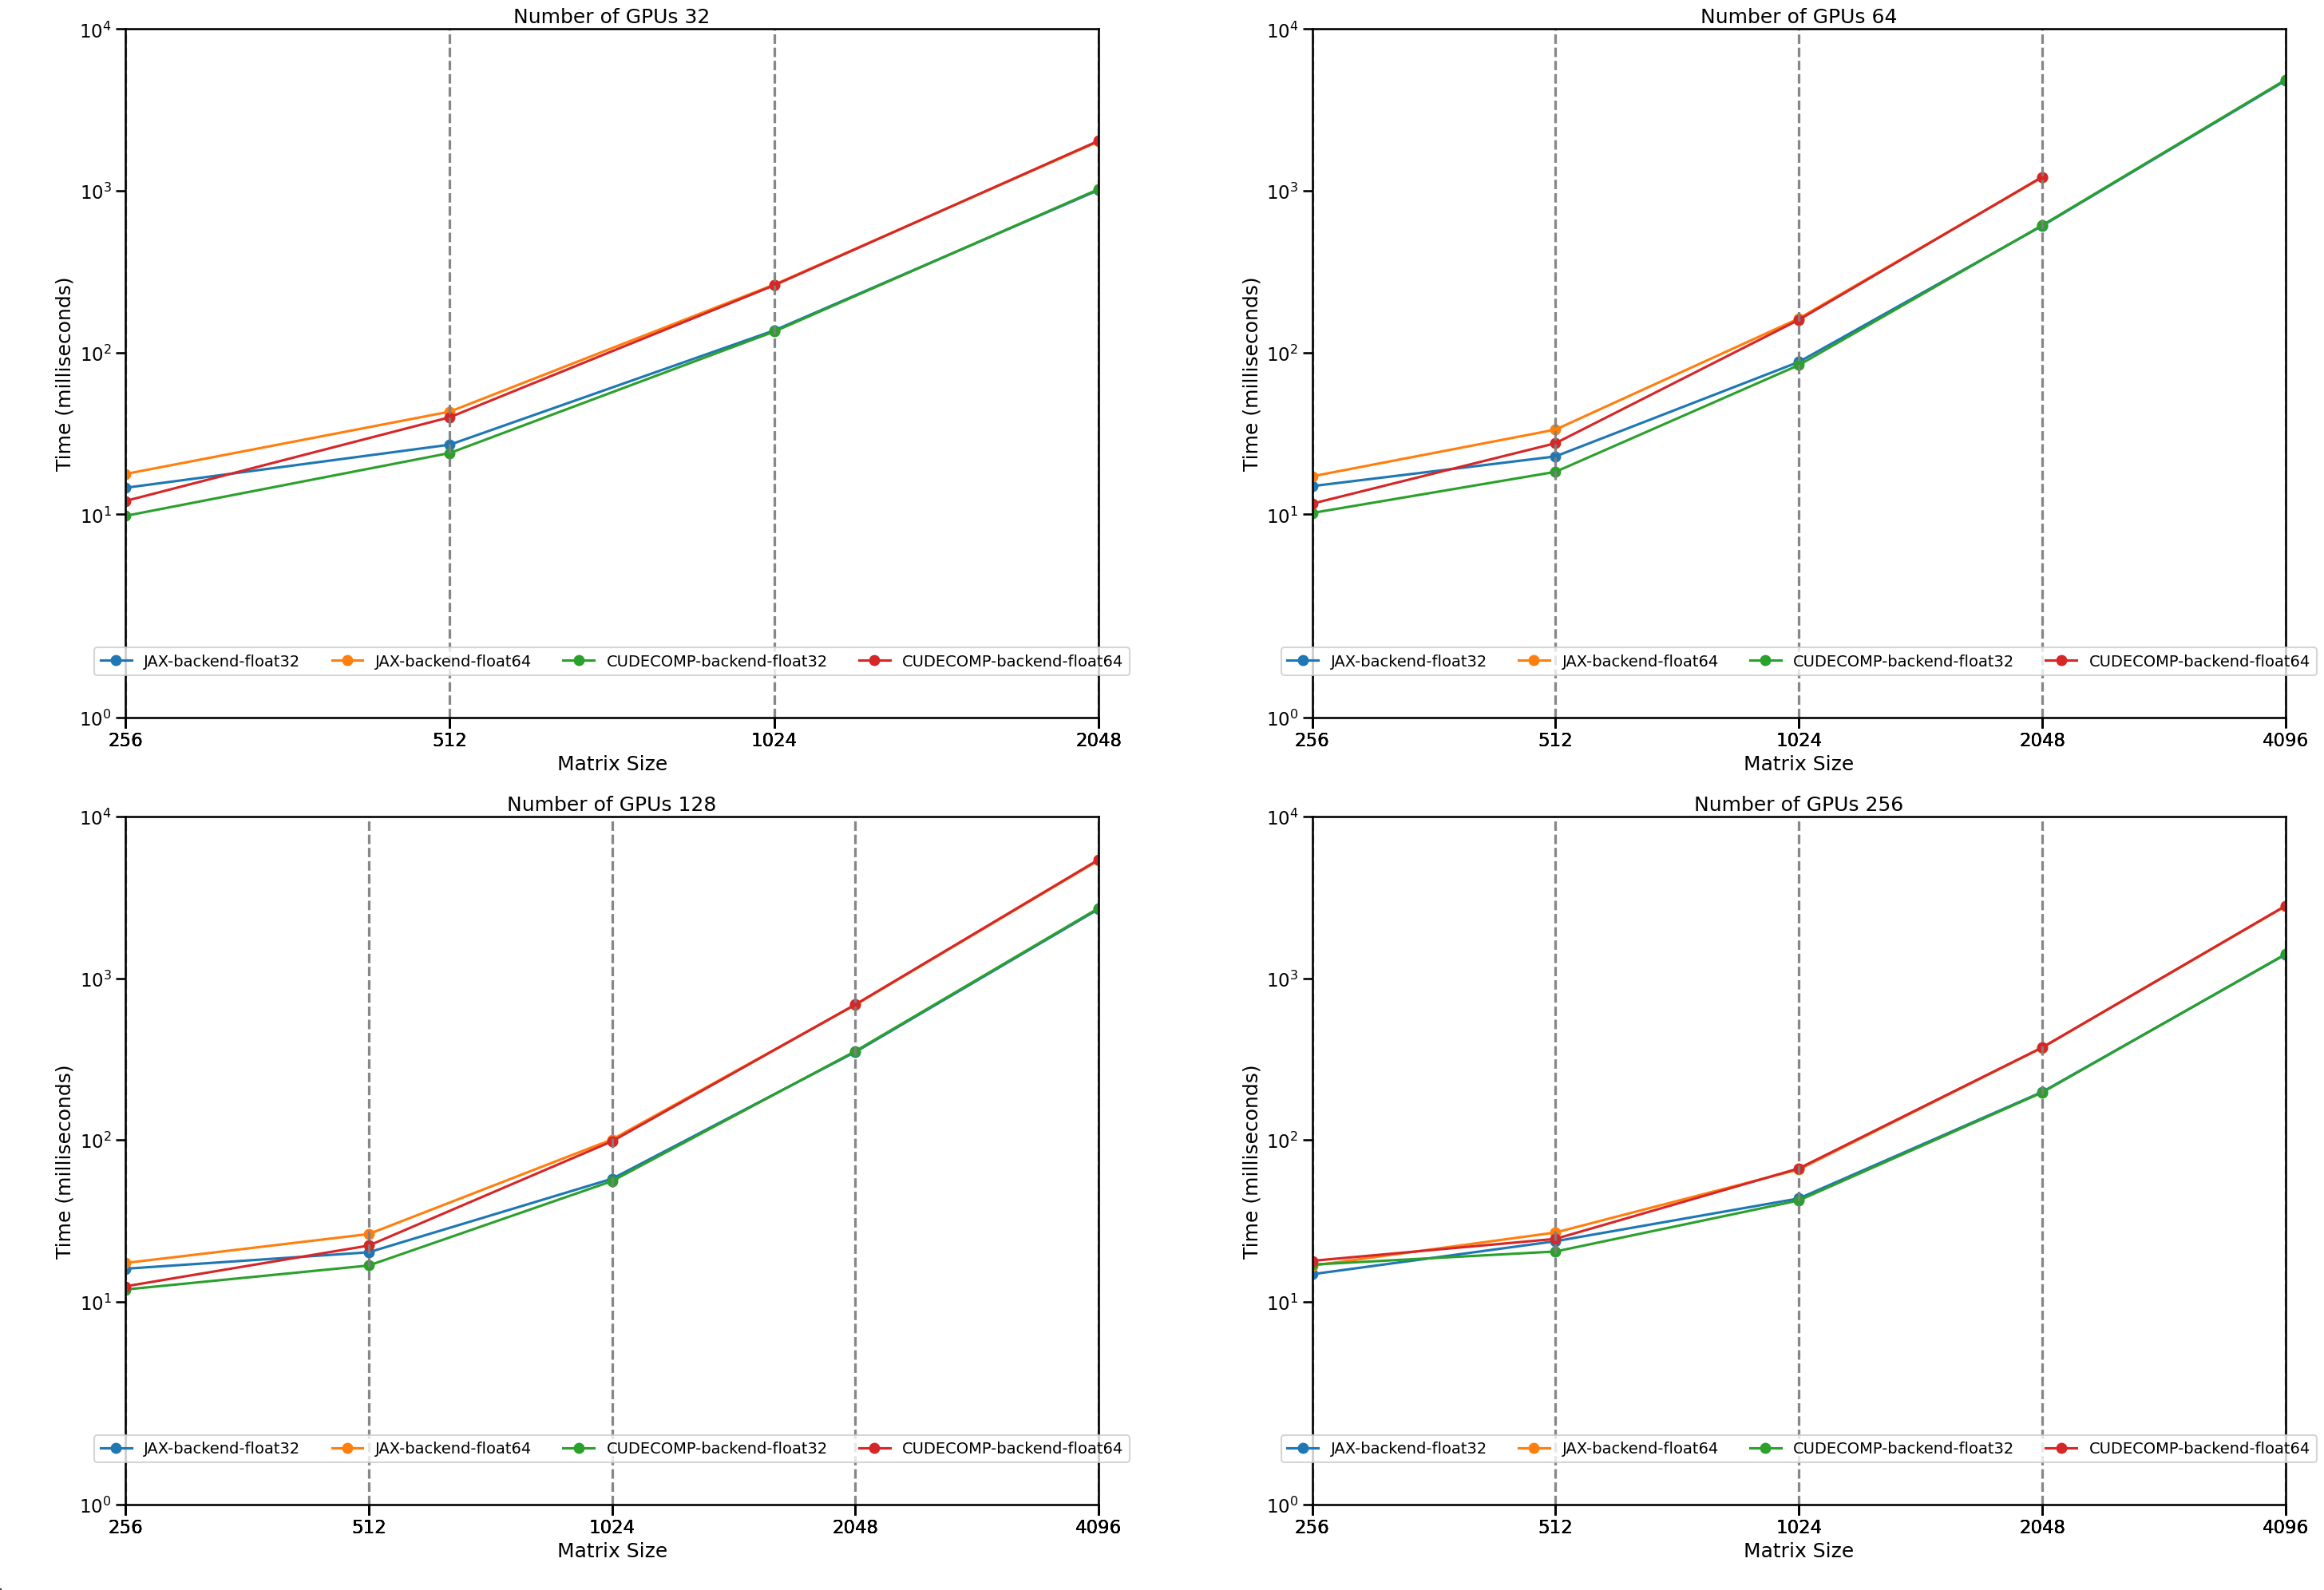 Number of GPUs 32
10^4
10^3
10^2
10^1
10^0
Time (milliseconds)
JAX-backend-float32 JAX-backend-float64 CUDECOMP-backend-float32 CUDECOMP-backend-float64
256 512 1024 2048
Matrix Size
Number of GPUs 64
10^4
10^3
10^2
10^1
10^0
Time (milliseconds)
JAX-backend-float32 JAX-backend-float64 CUDECOMP-backend-float32 CUDECOMP-backend-float64
256 512 1024 2048 4096
Matrix Size
Number of GPUs 128
10^4
10^3
10^2
10^1
10^0
Time (milliseconds)
JAX-backend-float32 JAX-backend-float64 CUDECOMP-backend-float32 CUDECOMP-backend-float64
256 512 1024 2048 4096
Matrix Size
Number of GPUs 256
10^4
10^3
10^2
10^1
10^0
Time (milliseconds)
JAX-backend-float32 JAX-backend-float64 CUDECOMP-backend-float32 CUDECOMP-backend-float64
256 512 1024 2048 4096
Matrix Size